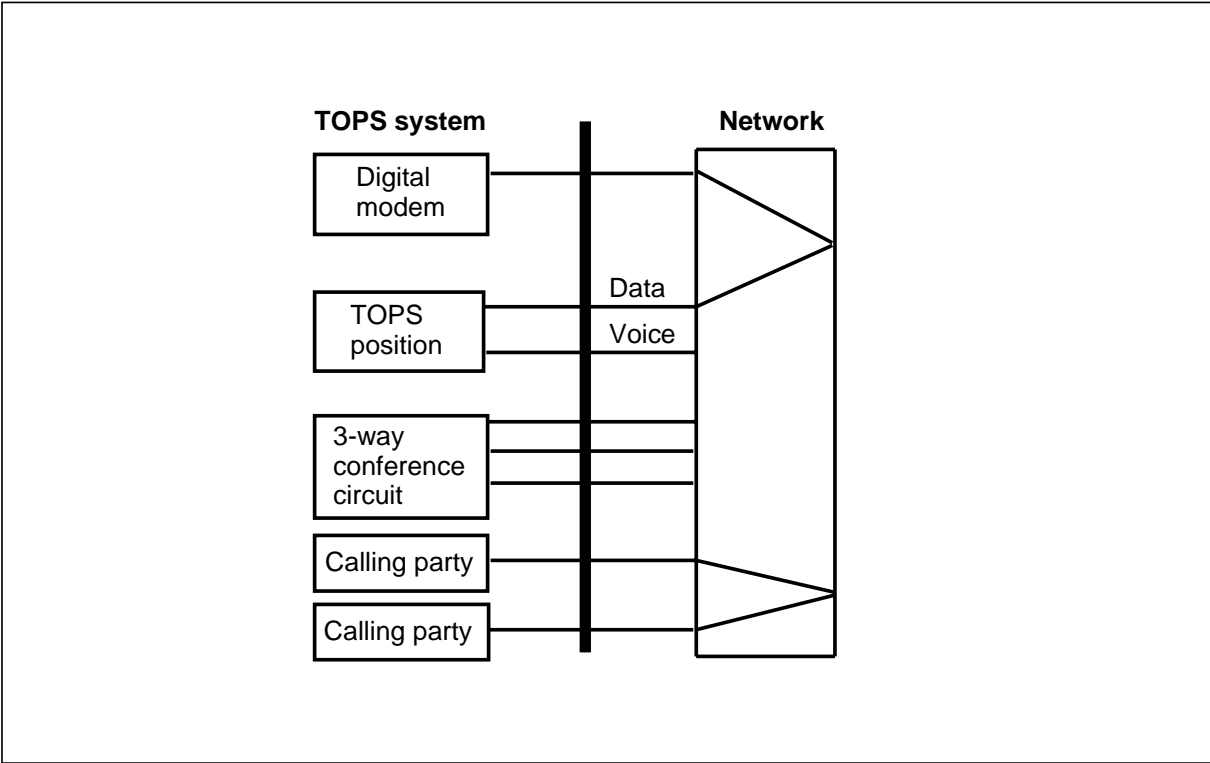 TOPS system
Network
Digital
modem
Data
TOPS
position
Voice
3-way
conference
circuit
Calling party
Calling party